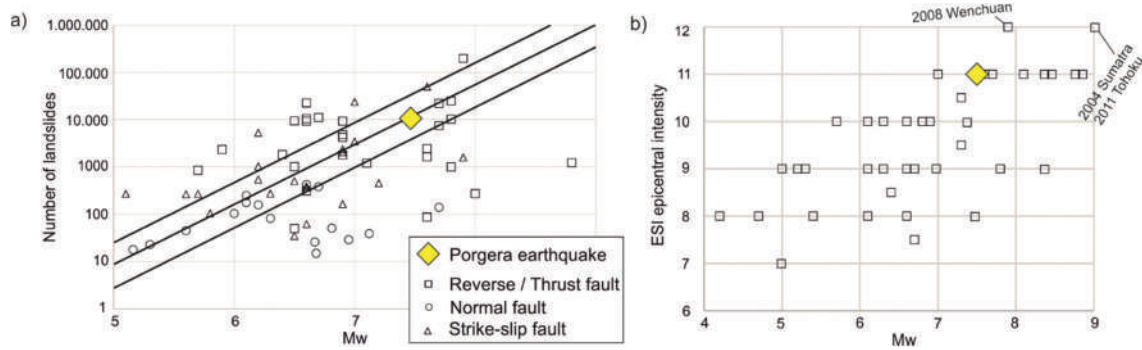 a)
1.000.000
100.000
10.000
1000
100
10
1
Number of landslides
5
6
7
Mw
Porgera earthquake
Reverse / Thrust fault
Normal fault
Strike-slip fault
b)
12
11
10
9
8
7
6
ESI epicentral intensity
4
5
6
7
8
9
Mw
2008 Wenchuan
2004 Sumatra
2011 Tohoku